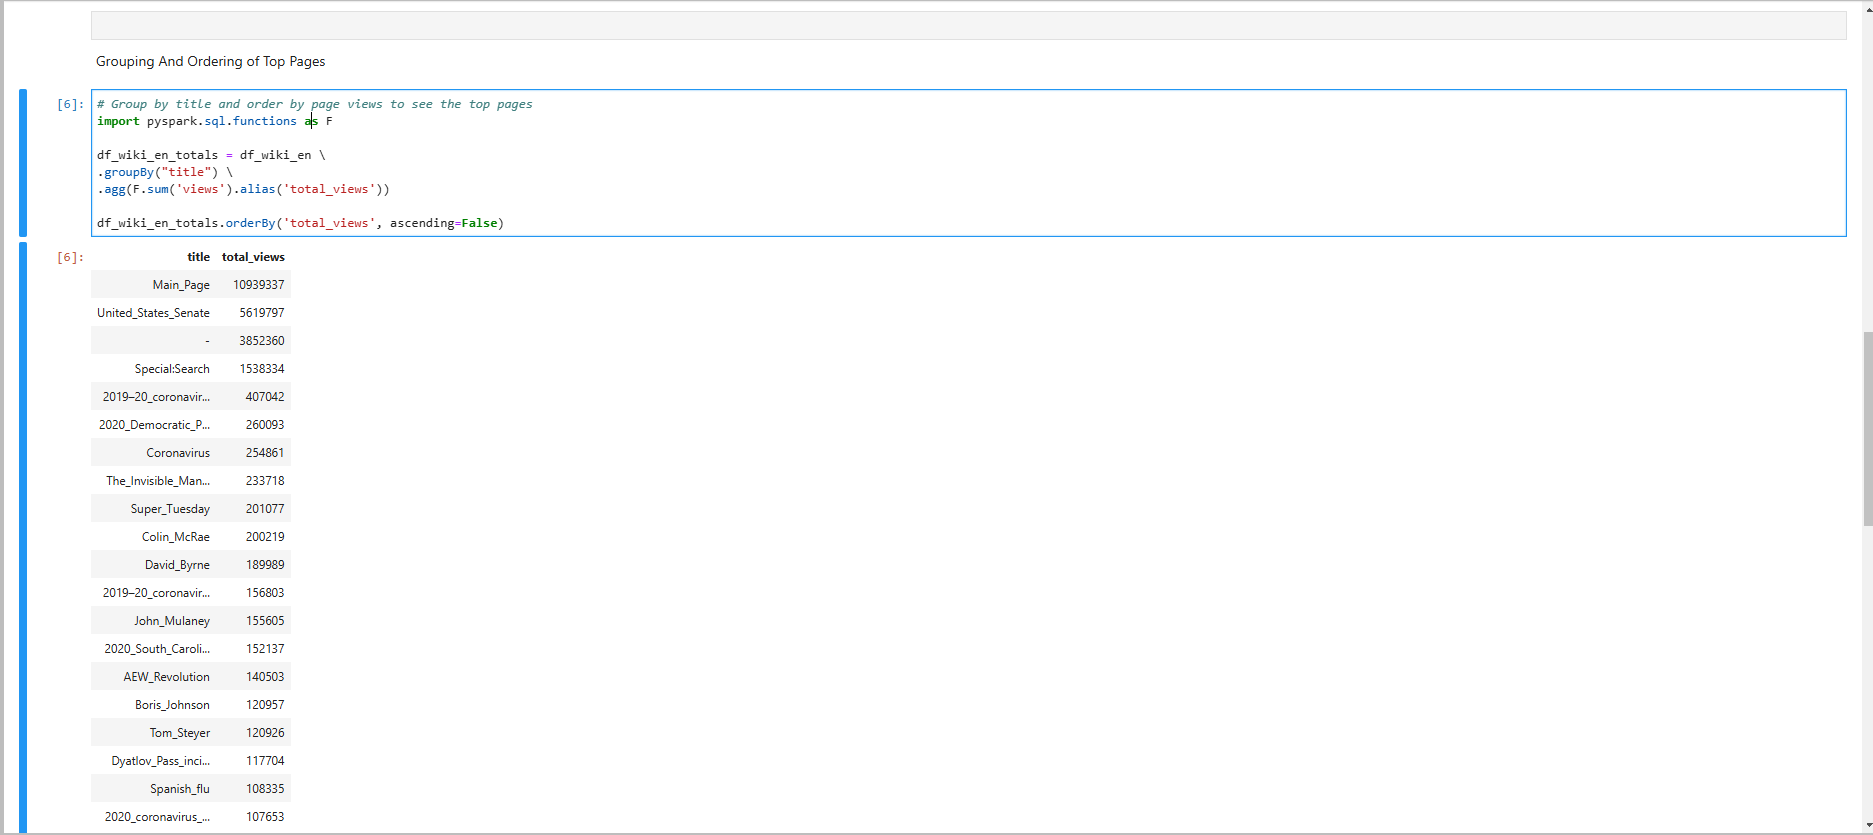 Grouping And Ordering of Top Pages
[6]: # Group by title and order by page views to see the top pages
import pyspark.sql.functions as F
df_wiki_en_totals = df_wiki_en \
.groupBy("title") \
.agg(F.sum('views').alias('total_views'))
df_wiki_en_totals.orderBy('total_views', ascending=False)
[6]: title total_views
Main_Page 10939337
United_States_Senate 5619797
- 3852360
Special:Search 1538334
2019–20_coronavir... 407042
2020_Democratic_P... 260093
Coronavirus 254861
The_Invisible_Man... 233718
Super_Tuesday 201077
Colin_McRae 200219
David_Byrne 189989
2019–20_coronavir... 156803
John_Mulaney 155605
2020_South_Caroli... 152137
AEW_Revolution 140503
Boris_Johnson 120957
Tom_Steyer 120926
Dyatlov_Pass_inci... 117704
Spanish_flu 108335
2020_coronavirus_... 107653